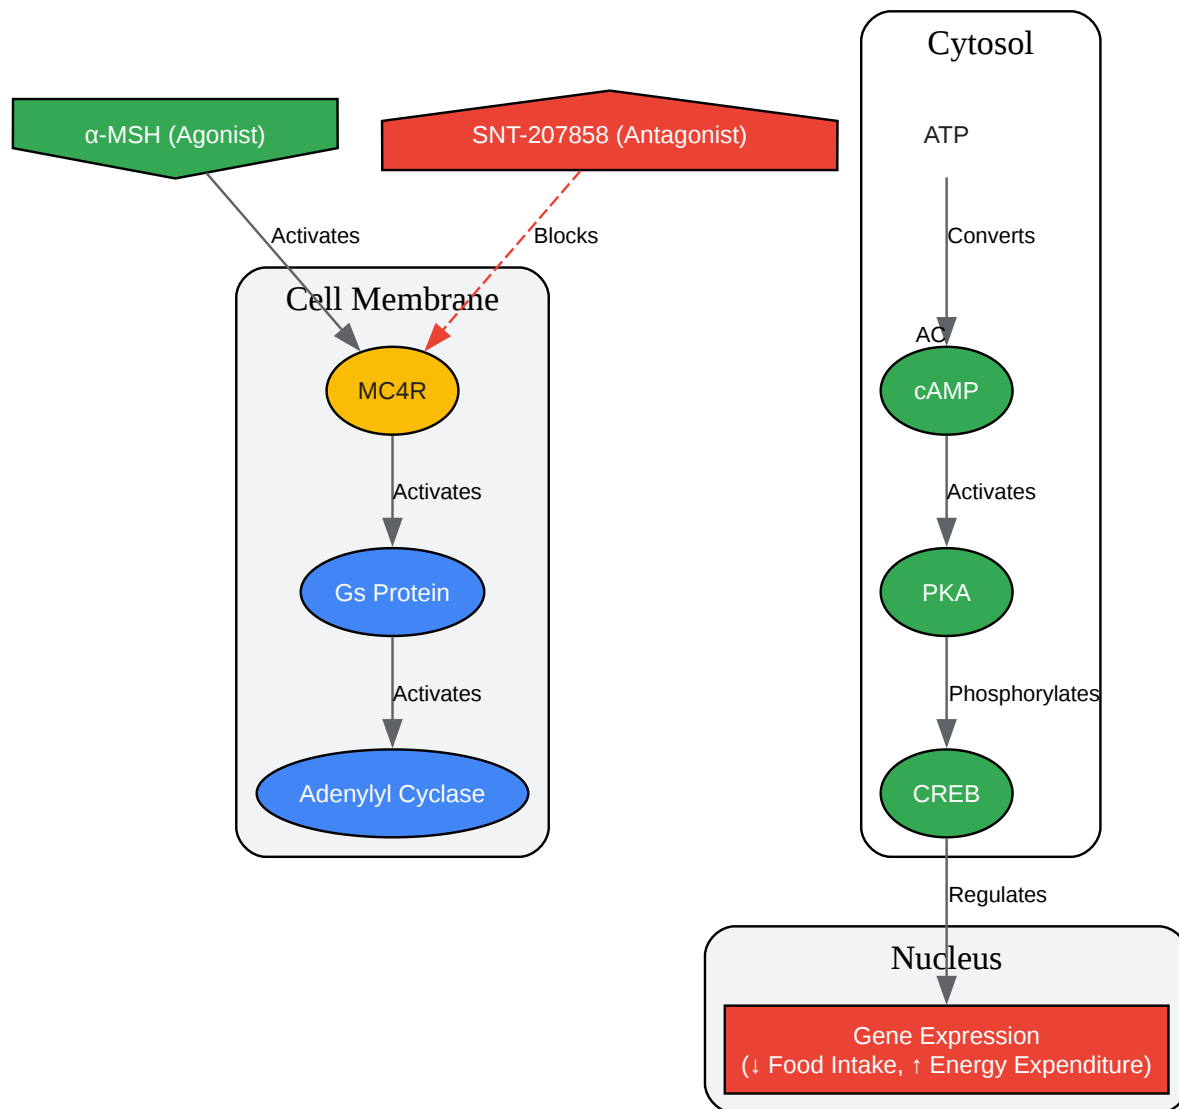 Cytosol
α-MSH (Agonist)
SNT-207858 (Antagonist)
ATP
Activates
Blocks
Converts
Cell Membrane
AC
MC4R
cAMP
Activates
Activates
Gs Protein
PKA
Activates
Phosphorylates
Adenylyl Cyclase
CREB
Regulates
Nucleus
Gene Expression
(↓ Food Intake, ↑ Energy Expenditure)